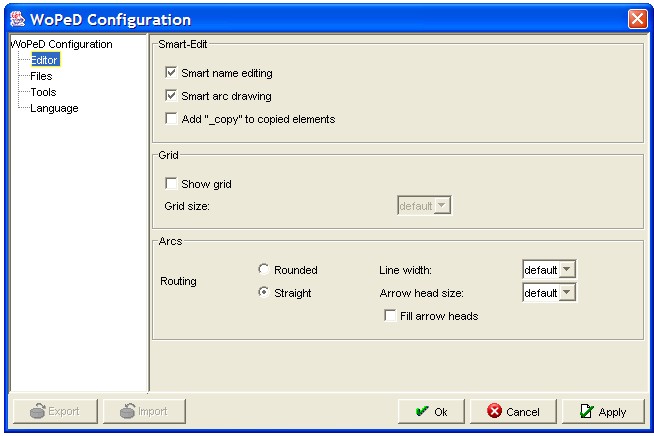 WoPeD Configuration
WoPeD Configuration
Editor
Files
Tools
Language
Smart-Edit
Smart name editing
Smart arc drawing
Add "_copy" to copied elements
Grid
Show grid
Grid size: default
Arcs
Routing
Rounded
Straight
Line width: default
Arrow head size: default
Fill arrow heads
Export Import Ok Cancel Apply